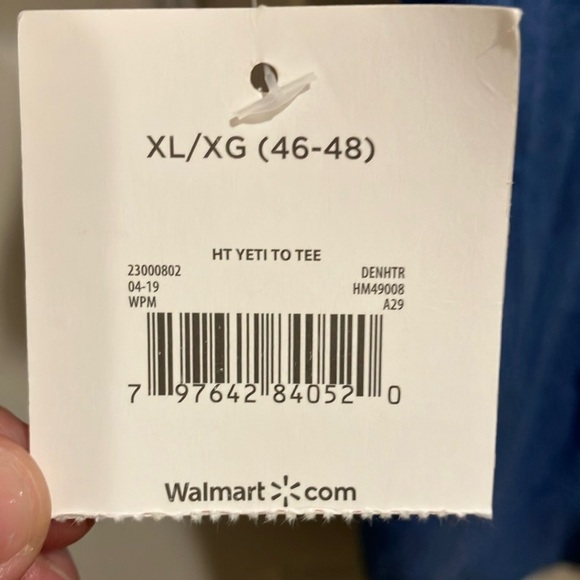 XL/XG (46-48)
HT YETI TO TEE
23000802 DENHTR
04-19 HM49008
WPM A29
7 97642 84052 0
Walmart com